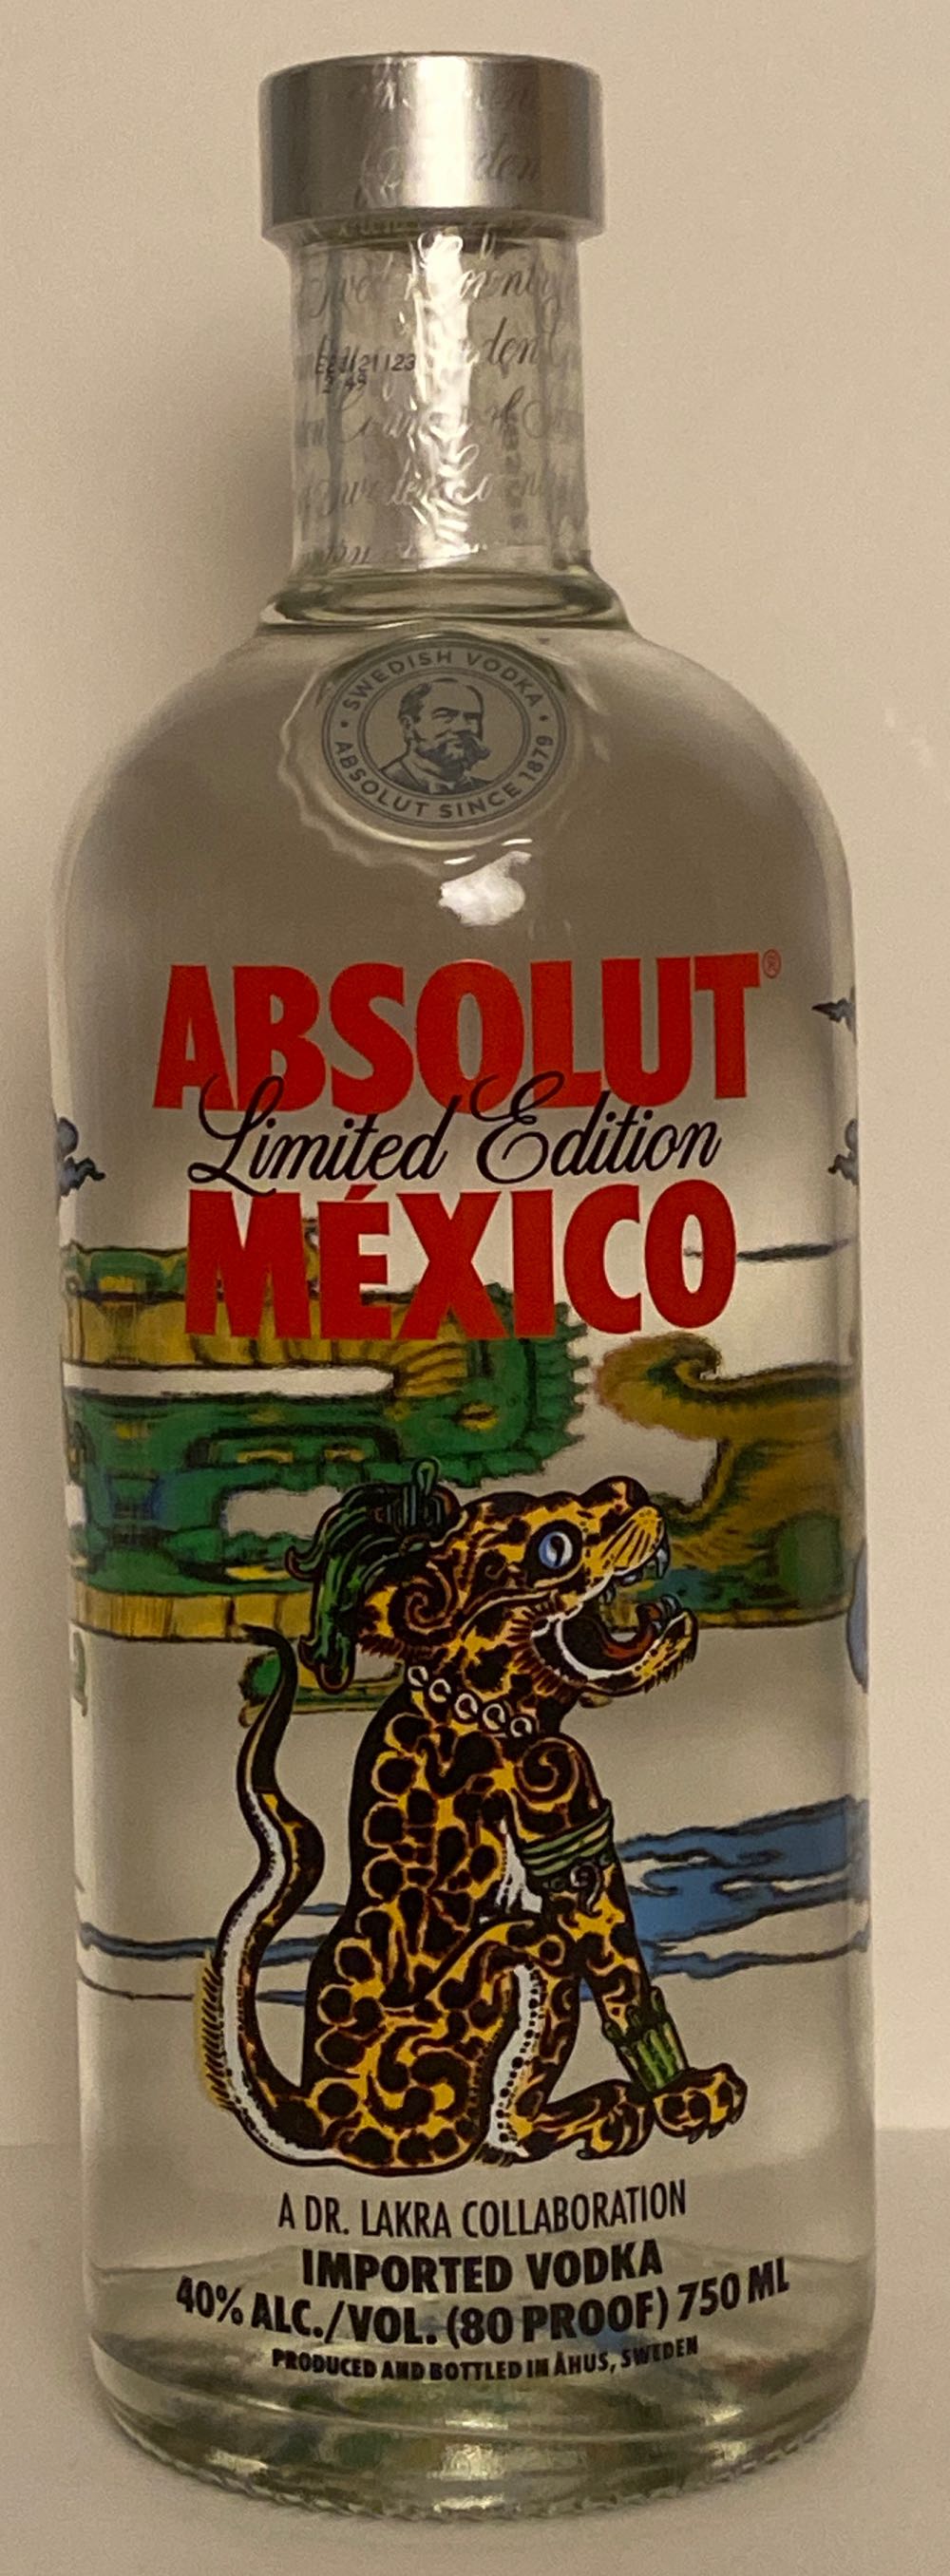 SWEDISH VODKA
ABSOLUT SINCE 1879
ABSOLUT®
Limited Edition
MÉXICO
A DR. LAKRA COLLABORATION
IMPORTED VODKA
40% ALC./VOL. (80 PROOF) 750 ML
PRODUCED AND BOTTLED IN ÅHUS, SWEDEN